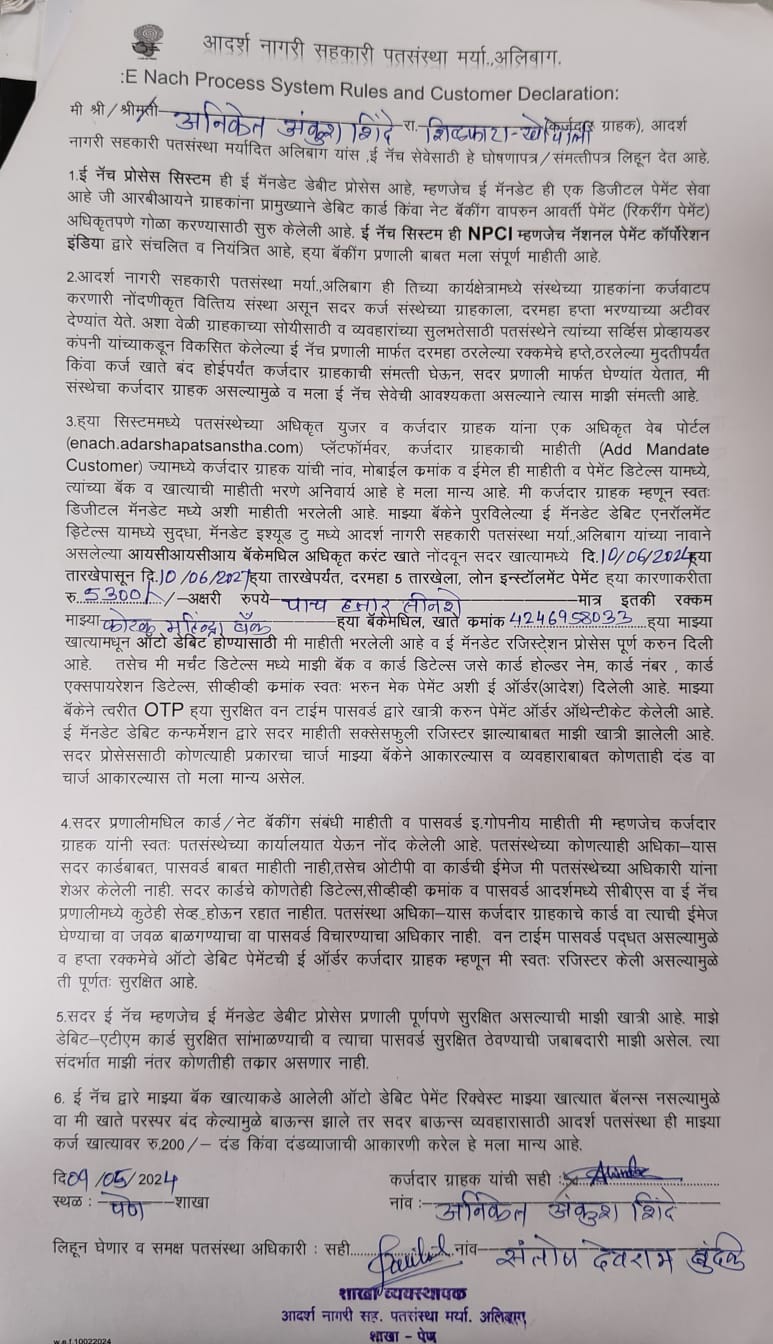 आदर्श नागरी सहकारी पतसंस्था मर्या.,अलिबाग.
:E Nach Process System Rules and Customer Declaration:
मी श्री/श्रीमती अनिकेत अंकुश शिंदे रा. (कर्जदार ग्राहक), आदर्श
नागरी सहकारी पतसंस्था मर्यादित अलिबाग यांस ,ई नॅच सेवेसाठी हे घोषणापत्र/संमत्तीपत्र लिहून देत आहे.
1.ई नॅच प्रोसेस सिस्टम ही ई मॅनडेट डेबीट प्रोसेस आहे, म्हणजेच ई मॅनडेट ही एक डिजीटल पेमेंट सेवा
आहे जी आरबीआयने ग्राहकांना प्रामुख्याने डेबिट कार्ड किंवा नेट बॅकींग वापरुन आवर्ती पेमेंट (रिकरींग पेमेंट)
अधिकृतपणे गोळा करण्यासाठी सुरु केलेली आहे. ई नॅच सिस्टम ही NPCI म्हणजेच नॅशनल पेमेंट कॉर्पोरेशन
इंडिया द्वारे संचलित व नियंत्रित आहे, हया बॅकींग प्रणाली बाबत मला संपूर्ण माहीती आहे.
2.आदर्श नागरी सहकारी पतसंस्था मर्या.,अलिबाग ही तिच्या कार्यक्षेत्रामध्ये संस्थेच्या ग्राहकांना कर्जवाटप
करणारी नोंदणीकृत वित्तिय संस्था असून सदर कर्ज संस्थेच्या ग्राहकाला, दरमहा हप्ता भरण्याच्या अटीवर
देण्यांत येते. अशा वेळी ग्राहकाच्या सोयीसाठी व व्यवहारांच्या सुलभतेसाठी पतसंस्थेने त्यांच्या सर्व्हिस प्रोव्हायडर
कंपनी यांच्याकडून विकसित केलेल्या ई नॅच प्रणाली मार्फत दरमहा ठरलेल्या रक्कमेचे हप्ते,ठरलेल्या मुदतीपर्यंत
किंवा कर्ज खाते बंद होईपर्यंत कर्जदार ग्राहकाची संमत्ती घेऊन, सदर प्रणाली मार्फत घेण्यांत येतात, मी
संस्थेचा कर्जदार ग्राहक असल्यामुळे व मला ई नॅच सेवेची आवश्यकता असल्याने त्यास माझी संमत्ती आहे.
3.हया सिस्टममध्ये पतसंस्थेच्या अधिकृत युजर व कर्जदार ग्राहक यांना एक अधिकृत वेब पोर्टल
(enach.adarshapatsanstha.com) प्लॅटफॉर्मवर, कर्जदार ग्राहकाची माहीती (Add Mandate
Customer) ज्यामध्ये कर्जदार ग्राहक यांची नांव, मोबाईल क्रमांक व ईमेल ही माहीती व पेमेंट डिटेल्स यामध्ये,
त्यांच्या बॅक व खात्याची माहीती भरणे अनिवार्य आहे हे मला मान्य आहे. मी कर्जदार ग्राहक म्हणून स्वतः
डिजीटल मॅनडेट मध्ये अशी माहीती भरलेली आहे. माझ्या बॅकेने पुरविलेल्या ई मॅनडेट डेबिट एनरॉलमेंट
डिटेल्स यामध्ये सुद्धा, मॅनडेट इश्यूड टु मध्ये आदर्श नागरी सहकारी पतसंस्था मर्या.,अलिबाग यांच्या नावाने
असलेल्या आयसीआयसीआय बॅकेमधिल अधिकृत करंट खाते नोंदवून सदर खात्यामध्ये दि.10/06/2024हया
तारखेपासून दि.10/06/2027हया तारखेपर्यंत, दरमहा 5 तारखेला, लोन इन्स्टॉलमेंट पेमेंट हया कारणाकरीता
रु.5300/-/-अक्षरी रुपये-पाच हजार तीनशे मात्र इतकी रक्कम
माझ्या कोटक महिन्द्रा बँक हया बॅकेमधिल, खाते क्रमांक 4246958033 हया माझ्या
खात्यामधून ऑटो डेबिट होण्यासाठी मी माहीती भरलेली आहे व ई मॅनडेट रजिस्ट्रेशन प्रोसेस पूर्ण करुन दिली
आहे. तसेच मी मर्चंट डिटेल्स मध्ये माझी बॅक व कार्ड डिटेल्स जसे कार्ड होल्डर नेम, कार्ड नंबर , कार्ड
एक्सपायरेशन डिटेल्स, सीव्हीव्ही क्रमांक स्वतः भरुन मेक पेमेंट अशी ई ऑर्डर(आदेश) दिलेली आहे. माझ्या
बॅकेने त्वरीत OTP हया सुरक्षित वन टाईम पासवर्ड द्वारे खात्री करुन पेमेंट ऑर्डर ऑथेन्टीकेट केलेली आहे.
ई मॅनडेट डेबिट कन्फर्मेशन द्वारे सदर माहीती सक्सेसफुली रजिस्टर झाल्याबाबत माझी खात्री झालेली आहे.
सदर प्रोसेससाठी कोणत्याही प्रकारचा चार्ज माझ्या बॅकेने आकारल्यास व व्यवहाराबाबत कोणताही दंड वा
चार्ज आकारल्यास तो मला मान्य असेल.
4.सदर प्रणालीमधिल कार्ड/नेट बॅकींग संबंधी माहीती व पासवर्ड इ.गोपनीय माहीती मी म्हणजेच कर्जदार
ग्राहक यांनी स्वतः पतसंस्थेच्या कार्यालयात येऊन नोंद केलेली आहे. पतसंस्थेच्या कोणत्याही अधिका-यास
सदर कार्डबाबत, पासवर्ड बाबत माहीती नाही,तसेच ओटीपी वा कार्डची ईमेज मी पतसंस्थेच्या अधिकारी यांना
शेअर केलेली नाही. सदर कार्डचे कोणतेही डिटेल्स,सीव्हीव्ही क्रमांक व पासवर्ड आदर्शमध्ये सीबीएस वा ई नॅच
प्रणालीमध्ये कुठेही सेव्ह होऊन रहात नाहीत. पतसंस्था अधिका-यास कर्जदार ग्राहकाचे कार्ड वा त्याची ईमेज
घेण्याचा वा जवळ बाळगण्याचा वा पासवर्ड विचारण्याचा अधिकार नाही. वन टाईम पासवर्ड पद्धत असल्यामुळे
व हप्ता रक्कमेचे ऑटो डेबिट पेमेंटची ई ऑर्डर कर्जदार ग्राहक म्हणून मी स्वतः रजिस्टर केली असल्यामुळे
ती पूर्णतः सुरक्षित आहे.
5.सदर ई नॅच म्हणजेच ई मॅनडेट डेबीट प्रोसेस प्रणाली पूर्णपणे सुरक्षित असल्याची माझी खात्री आहे. माझे
डेबिट-एटीएम कार्ड सुरक्षित सांभाळण्याची व त्याचा पासवर्ड सुरक्षित ठेवण्याची जबाबदारी माझी असेल. त्या
संदर्भात माझी नंतर कोणतीही तक्रार असणार नाही.
6. ई नॅच द्वारे माझ्या बॅक खात्याकडे आलेली ऑटो डेबिट पेमेंट रिक्वेस्ट माझ्या खात्यात बॅलन्स नसल्यामुळे
वा मी खाते परस्पर बंद केल्यामुळे बाऊन्स झाले तर सदर बाऊन्स व्यवहारासाठी आदर्श पतसंस्था ही माझ्या
कर्ज खात्यावर रु.200/- दंड किंवा दंडव्याजाची आकारणी करेल हे मला मान्य आहे.
दि09/05/2024 कर्जदार ग्राहक यांची सही :
स्थळ : पेण शाखा नांव :- अनिकेत अंकुश शिंदे
लिहून घेणार व समक्ष पतसंस्था अधिकारी : सही नांव संतोष देवराम
शाखा व्यवस्थापक
आदर्श नागरी सह. पतसंस्था मर्या. अलिबाग,
शाखा - पेण
w.e.f.10022024